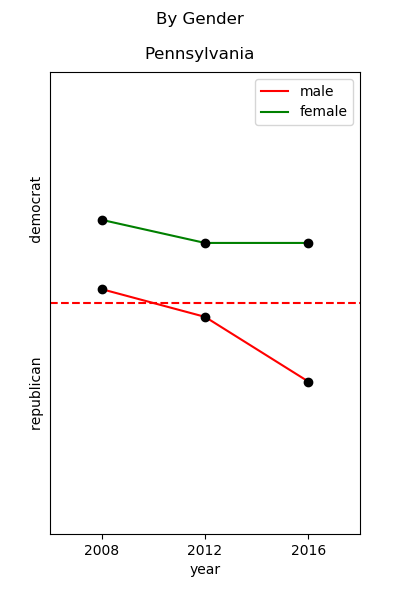 By Gender
Pennsylvania
male
female
democrat
republican
2008 2012 2016
year